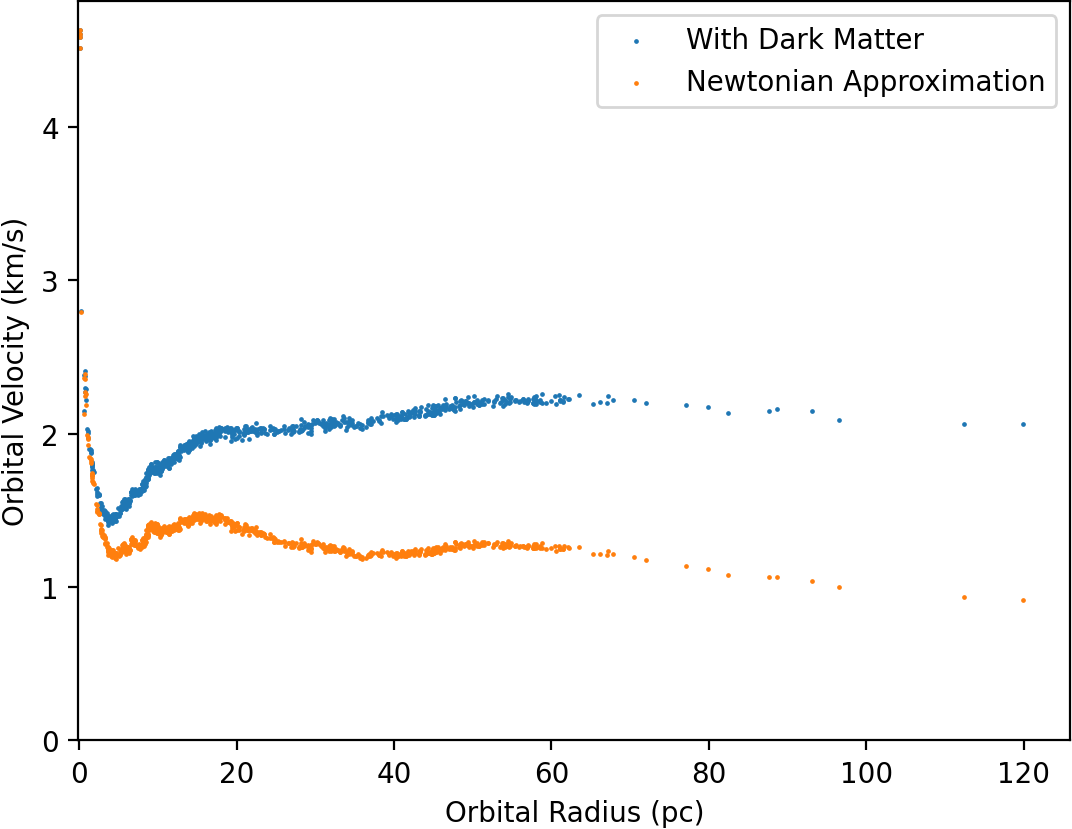 With Dark Matter
Newtonian Approximation
4
3
2
1
0
Orbital Velocity (km/s)
0 20 40 60 80 100 120
Orbital Radius (pc)